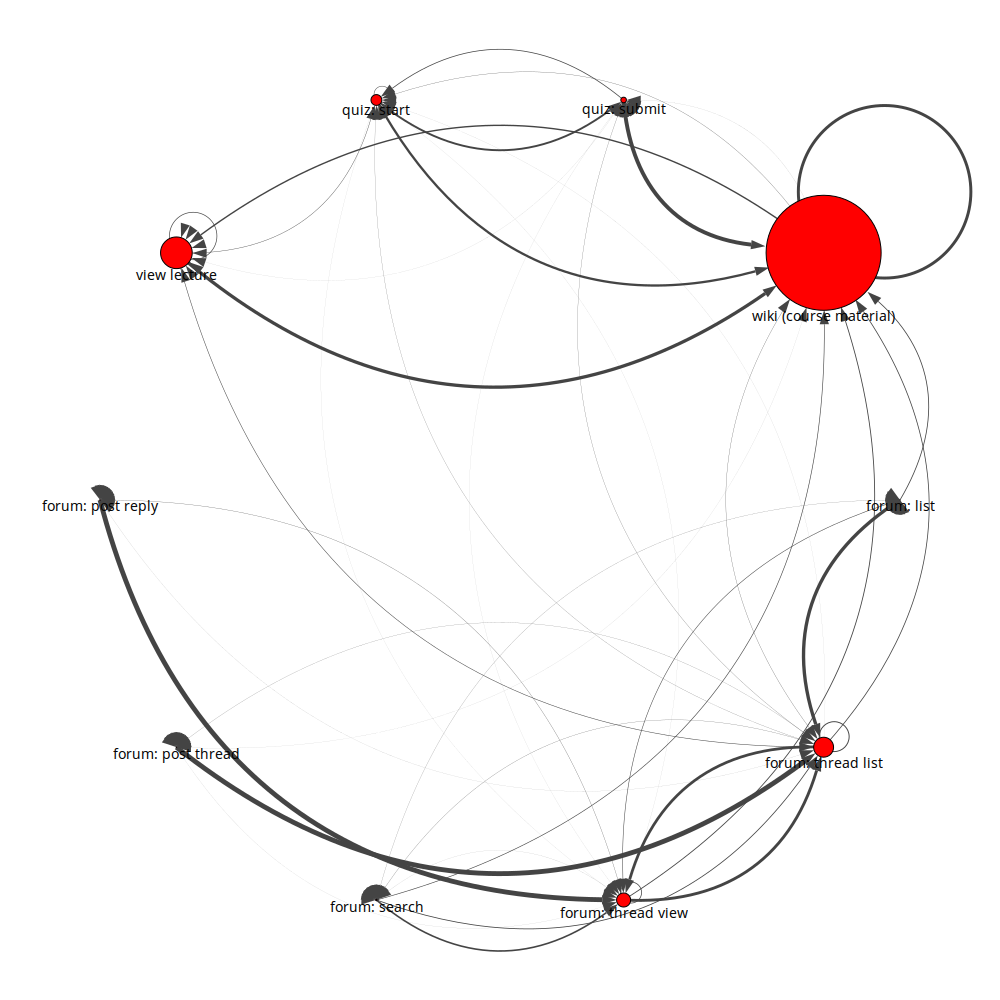 quiz: start
quiz: submit
view lecture
wiki (course material)
forum: post reply
forum: list
forum: post thread
forum: thread list
forum: search
forum: thread view